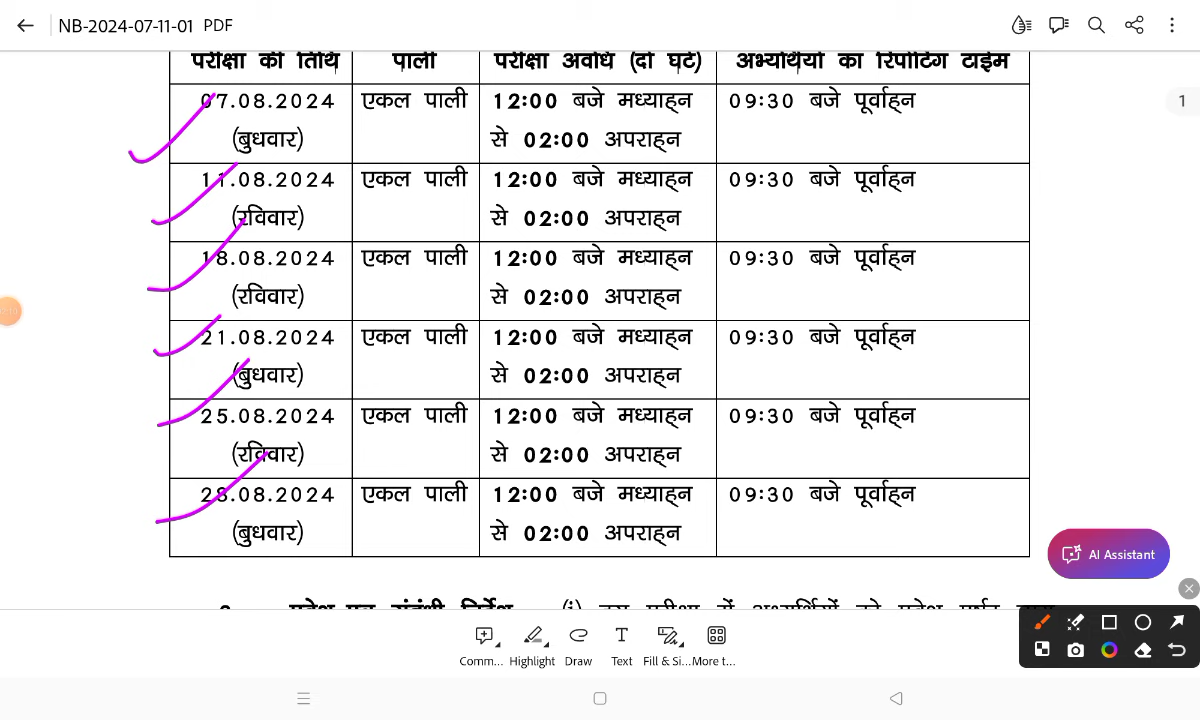 NB-2024-07-11-01 PDF
परीक्षा की तिथि पाली परीक्षा अवधि (दो घंटे) अभ्यर्थियों का रिपोर्टिंग टाईम
07.08.2024 एकल पाली 12:00 बजे मध्याह्न 09:30 बजे पूर्वाह्न
(बुधवार) से 02:00 अपराह्न
11.08.2024 एकल पाली 12:00 बजे मध्याह्न 09:30 बजे पूर्वाह्न
(रविवार) से 02:00 अपराह्न
18.08.2024 एकल पाली 12:00 बजे मध्याह्न 09:30 बजे पूर्वाह्न
(रविवार) से 02:00 अपराह्न
21.08.2024 एकल पाली 12:00 बजे मध्याह्न 09:30 बजे पूर्वाह्न
(बुधवार) से 02:00 अपराह्न
25.08.2024 एकल पाली 12:00 बजे मध्याह्न 09:30 बजे पूर्वाह्न
(रविवार) से 02:00 अपराह्न
28.08.2024 एकल पाली 12:00 बजे मध्याह्न 09:30 बजे पूर्वाह्न
(बुधवार) से 02:00 अपराह्न
1
AI Assistant
Comm... Highlight Draw Text Fill & Si... More t...